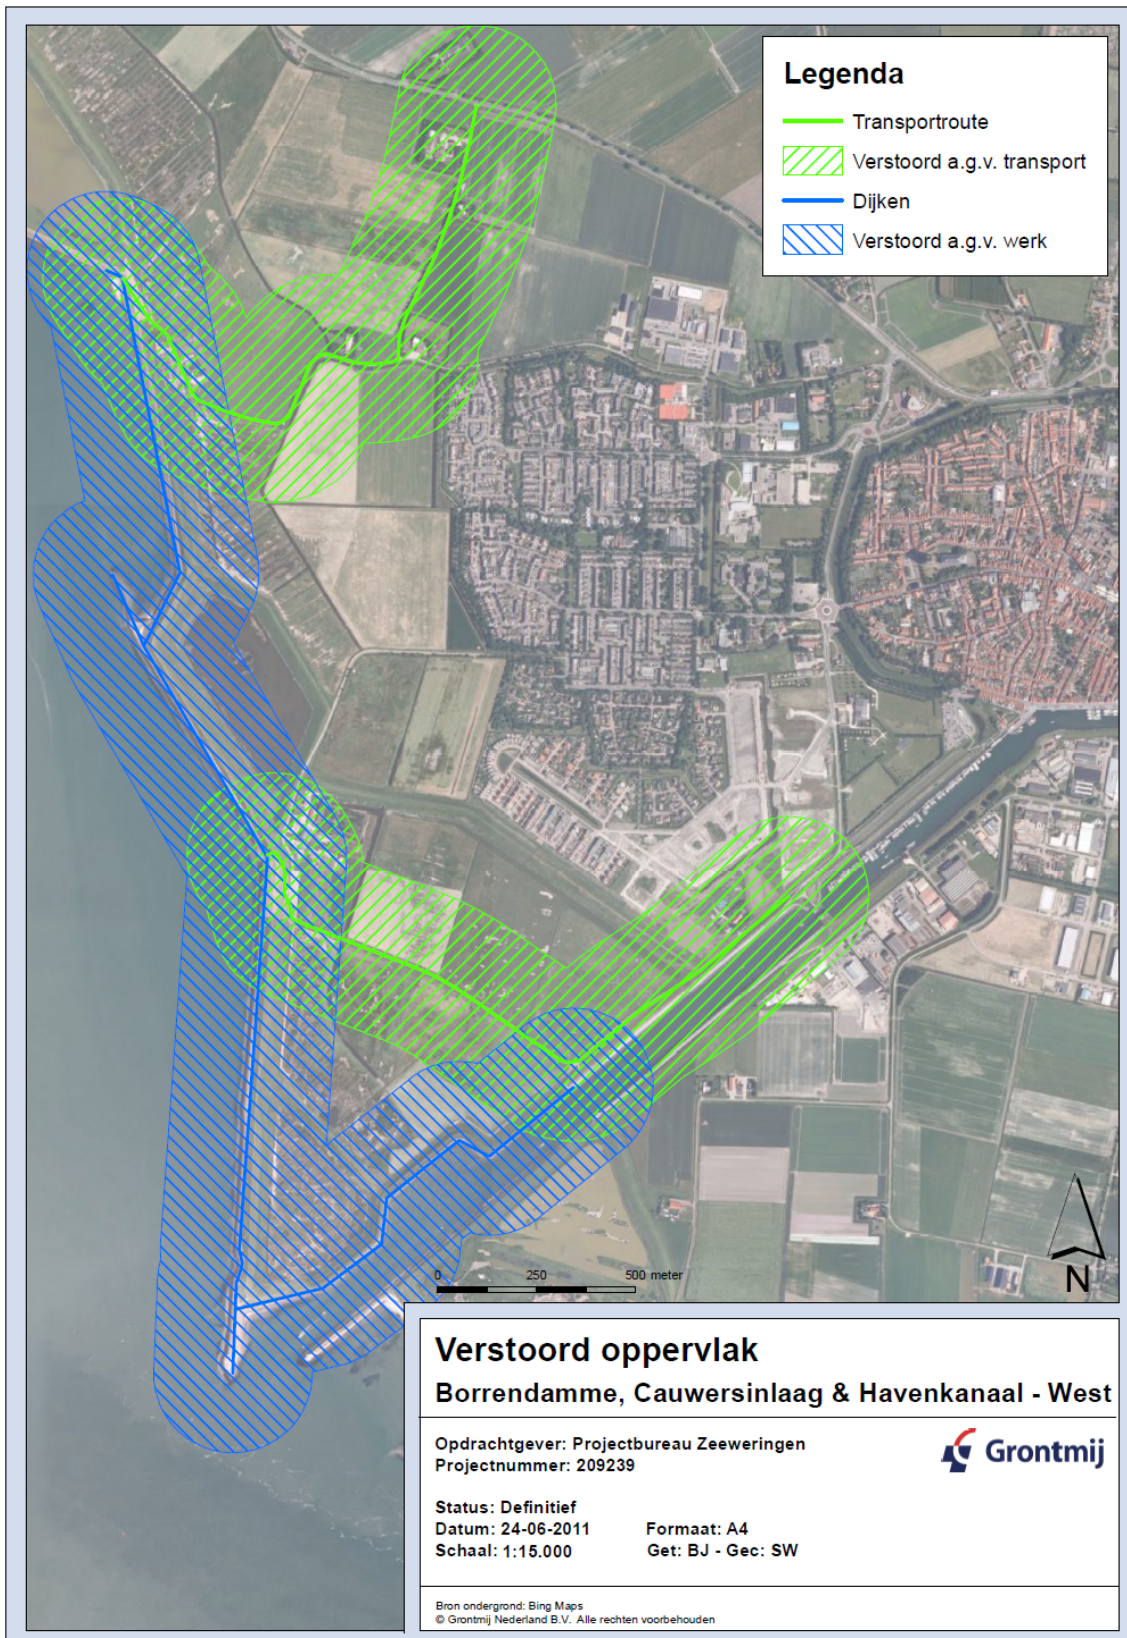 Legenda
Transportroute
Verstoord a.g.v. transport
Dijken
Verstoord a.g.v. werk
0 250 500 meter
N
Verstoord oppervlak
Borrendamme, Cauwersinlaag & Havenkanaal - West
Opdrachtgever: Projectbureau Zeeweringen
Projectnummer: 209239
Grontmij
Status: Definitief
Datum: 24-06-2011 Formaat: A4
Schaal: 1:15.000 Get: BJ - Gec: SW
Bron ondergrond: Bing Maps
© Grontmij Nederland B.V. Alle rechten voorbehouden